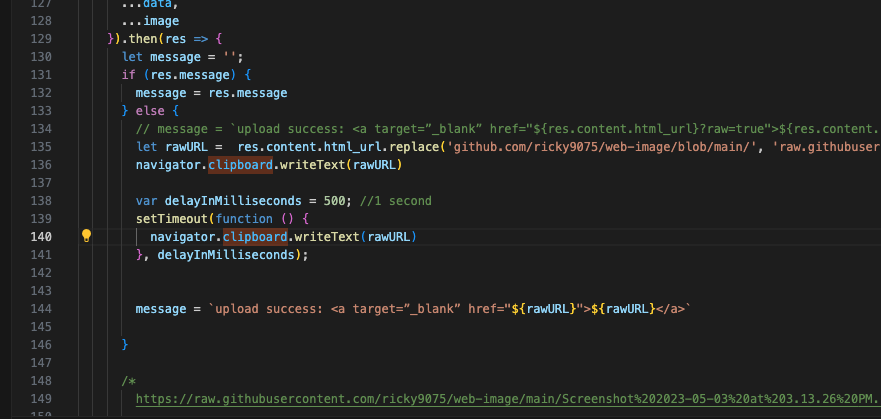 127 ...data,
128 ...image
129 }).then(res => {
130 let message = '';
131 if (res.message) {
132 message = res.message
133 } else {
134 // message = `upload success: <a target=”_blank” href="${res.content.html_url}?raw=true">${res.content.
135 let rawURL =  res.content.html_url.replace('github.com/ricky9075/web-image/blob/main/', 'raw.githubuser
136 navigator.clipboard.writeText(rawURL)
137
138 var delayInMilliseconds = 500; //1 second
139 setTimeout(function () {
140 navigator.clipboard.writeText(rawURL)
141 }, delayInMilliseconds);
142
143
144 message = `upload success: <a target=”_blank” href="${rawURL}">${rawURL}</a>`
145
146 }
147
148 /*
149 https://raw.githubusercontent.com/ricky9075/web-image/main/Screenshot%202023-05-03%20at%203.13.26%20PM.
150